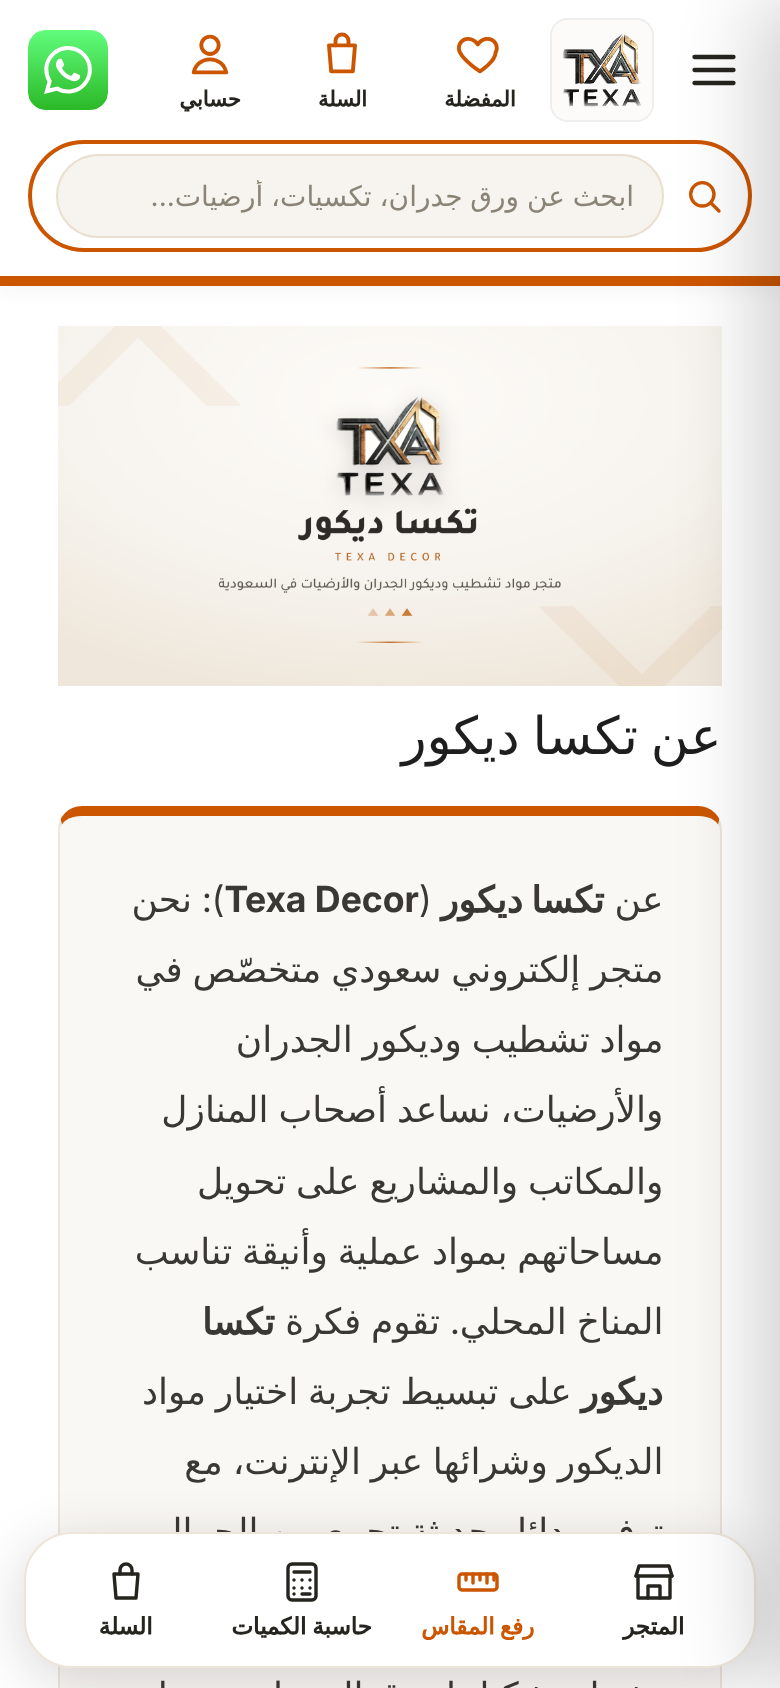 TEXA
المفضلة
السلة
حسابي
ابحث عن ورق جدران، تكسيات، أرضيات...
TEXA
تكسا ديكور
TEXA DECOR
متجر مواد تشطيب وديكور الجدران والأرضيات في السعودية
عن تكسا ديكور
عن تكسا ديكور (Texa Decor): نحن
متجر إلكتروني سعودي متخصّص في
مواد تشطيب وديكور الجدران
والأرضيات، نساعد أصحاب المنازل
والمكاتب والمشاريع على تحويل
مساحاتهم بمواد عملية وأنيقة تناسب
المناخ المحلي. تقوم فكرة تكسا
ديكور على تبسيط تجربة اختيار مواد
الديكور وشرائها عبر الإنترنت، مع
المتجر
رفع المقاس
حاسبة الكميات
السلة